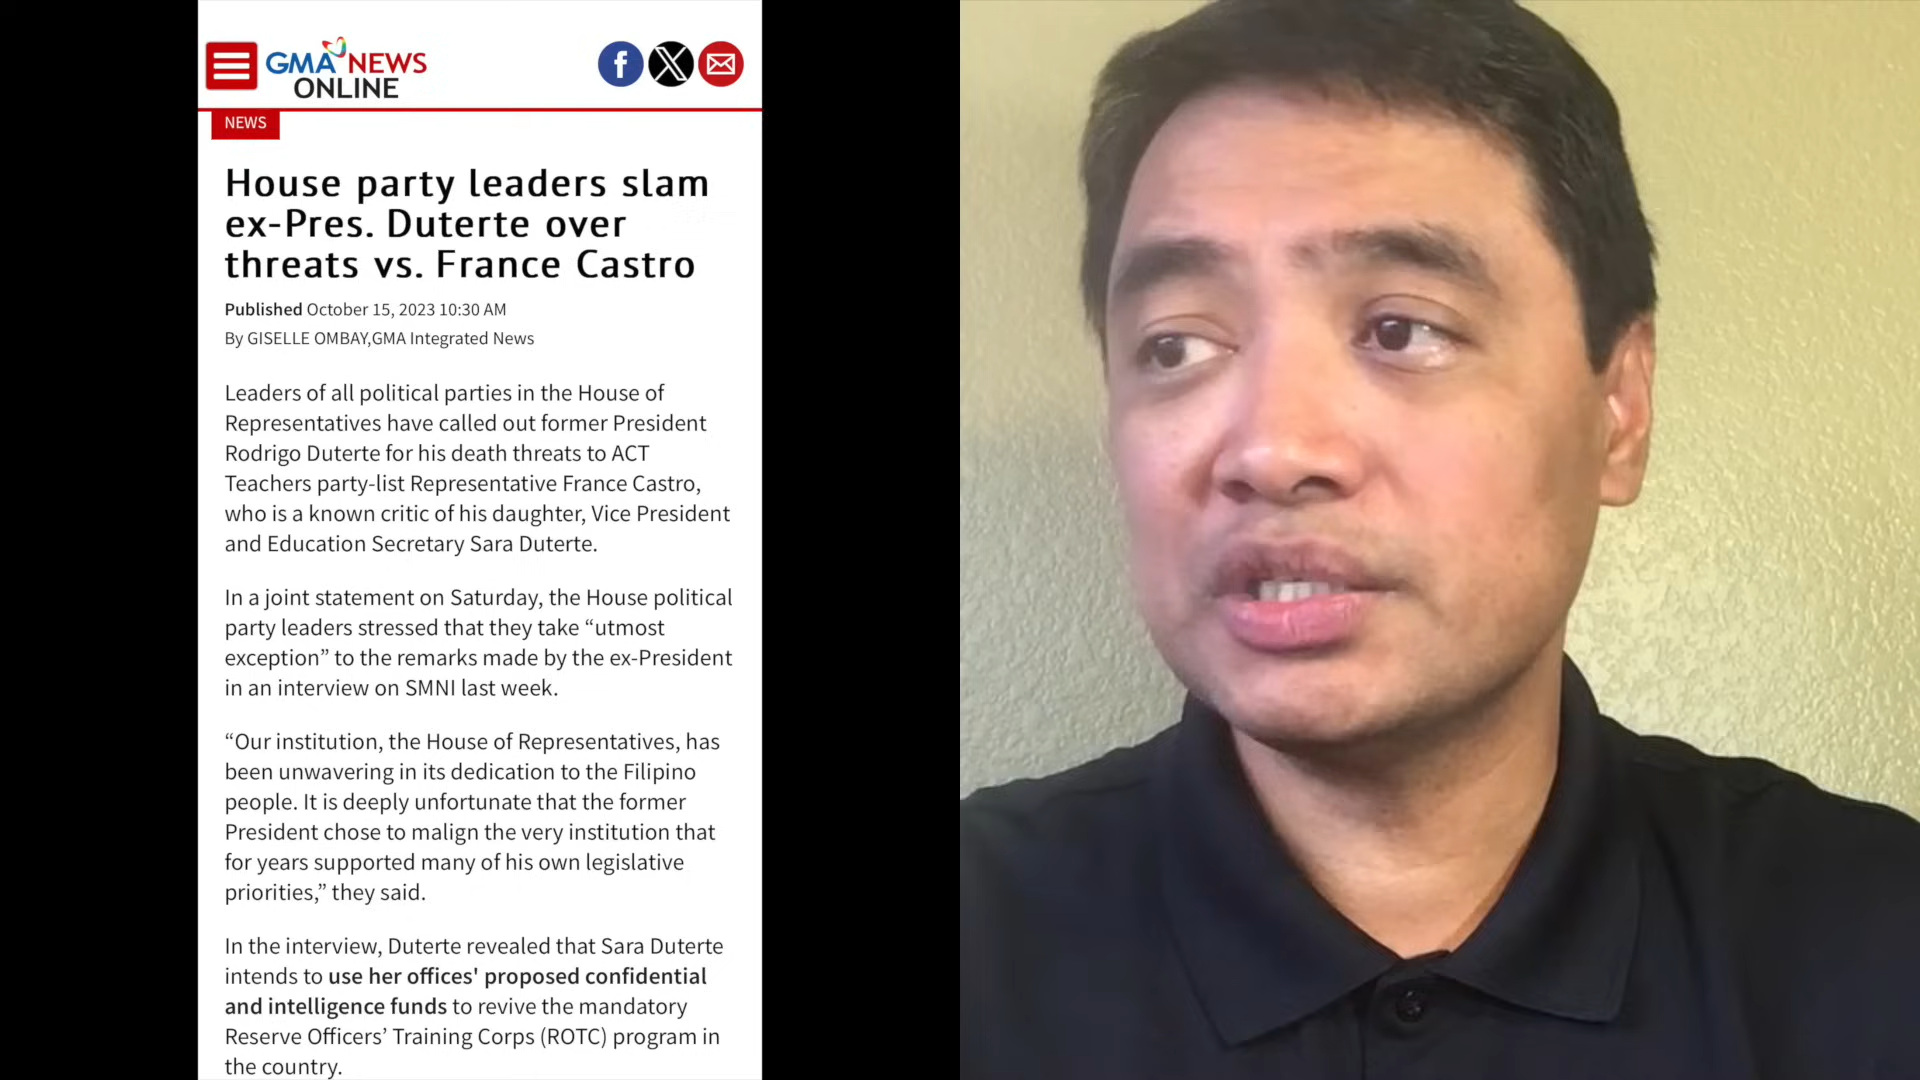 GMA NEWS
ONLINE
NEWS
House party leaders slam
ex-Pres. Duterte over
threats vs. France Castro
Published October 15, 2023 10:30 AM
By GISELLE OMBAY,GMA Integrated News
Leaders of all political parties in the House of
Representatives have called out former President
Rodrigo Duterte for his death threats to ACT
Teachers party-list Representative France Castro,
who is a known critic of his daughter, Vice President
and Education Secretary Sara Duterte.
In a joint statement on Saturday, the House political
party leaders stressed that they take “utmost
exception” to the remarks made by the ex-President
in an interview on SMNI last week.
“Our institution, the House of Representatives, has
been unwavering in its dedication to the Filipino
people. It is deeply unfortunate that the former
President chose to malign the very institution that
for years supported many of his own legislative
priorities,” they said.
In the interview, Duterte revealed that Sara Duterte
intends to use her offices' proposed confidential
and intelligence funds to revive the mandatory
Reserve Officers’ Training Corps (ROTC) program in
the country.